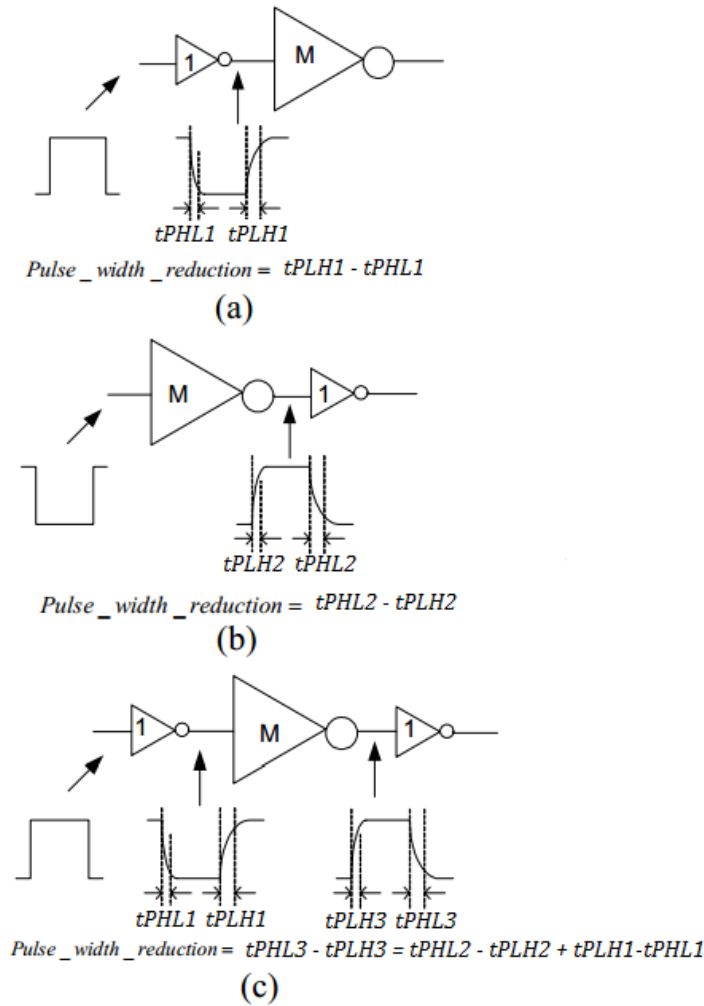 1 M
tPHL1 tPLH1
Pulse _ width _ reduction = tPLH1 - tPHL1
(a)
M 1
tPLH2 tPHL2
Pulse _ width _ reduction = tPHL2 - tPLH2
(b)
1 M 1
tPHL1 tPLH1 tPLH3 tPHL3
Pulse _ width _ reduction = tPHL3 - tPLH3 = tPHL2 - tPLH2 + tPLH1-tPHL1
(c)